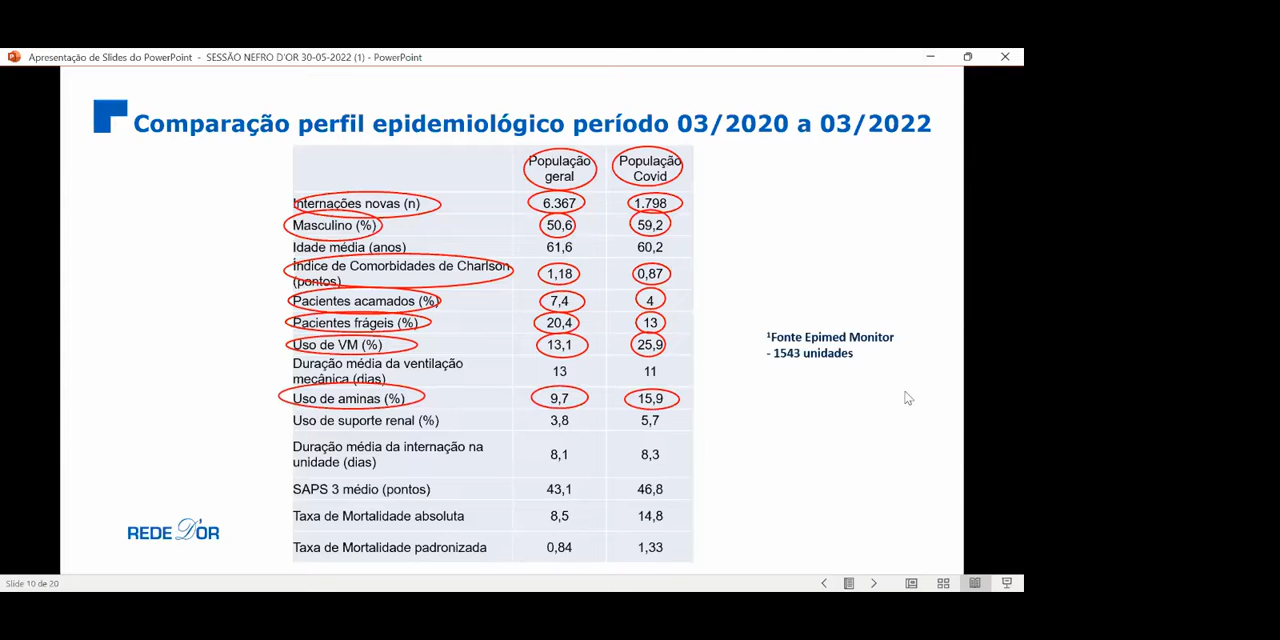 Apresentação de Slides do PowerPoint - SESSÃO NEFRO D'OR 30-05-2022 (1) - PowerPoint
Comparação perfil epidemiológico período 03/2020 a 03/2022
População geral População Covid
Internações novas (n) 6.367 1.798
Masculino (%) 50,6 59,2
Idade média (anos) 61,6 60,2
Índice de Comorbidades de Charlson
(pontos) 1,18 0,87
Pacientes acamados (%) 7,4 4
Pacientes frágeis (%) 20,4 13
Uso de VM (%) 13,1 25,9
Duração média da ventilação
mecânica (dias) 13 11
Uso de aminas (%) 9,7 15,9
Uso de suporte renal (%) 3,8 5,7
Duração média da internação na
unidade (dias) 8,1 8,3
SAPS 3 médio (pontos) 43,1 46,8
Taxa de Mortalidade absoluta 8,5 14,8
Taxa de Mortalidade padronizada 0,84 1,33
¹Fonte Epimed Monitor
- 1543 unidades
REDE D'OR
Slide 10 de 20